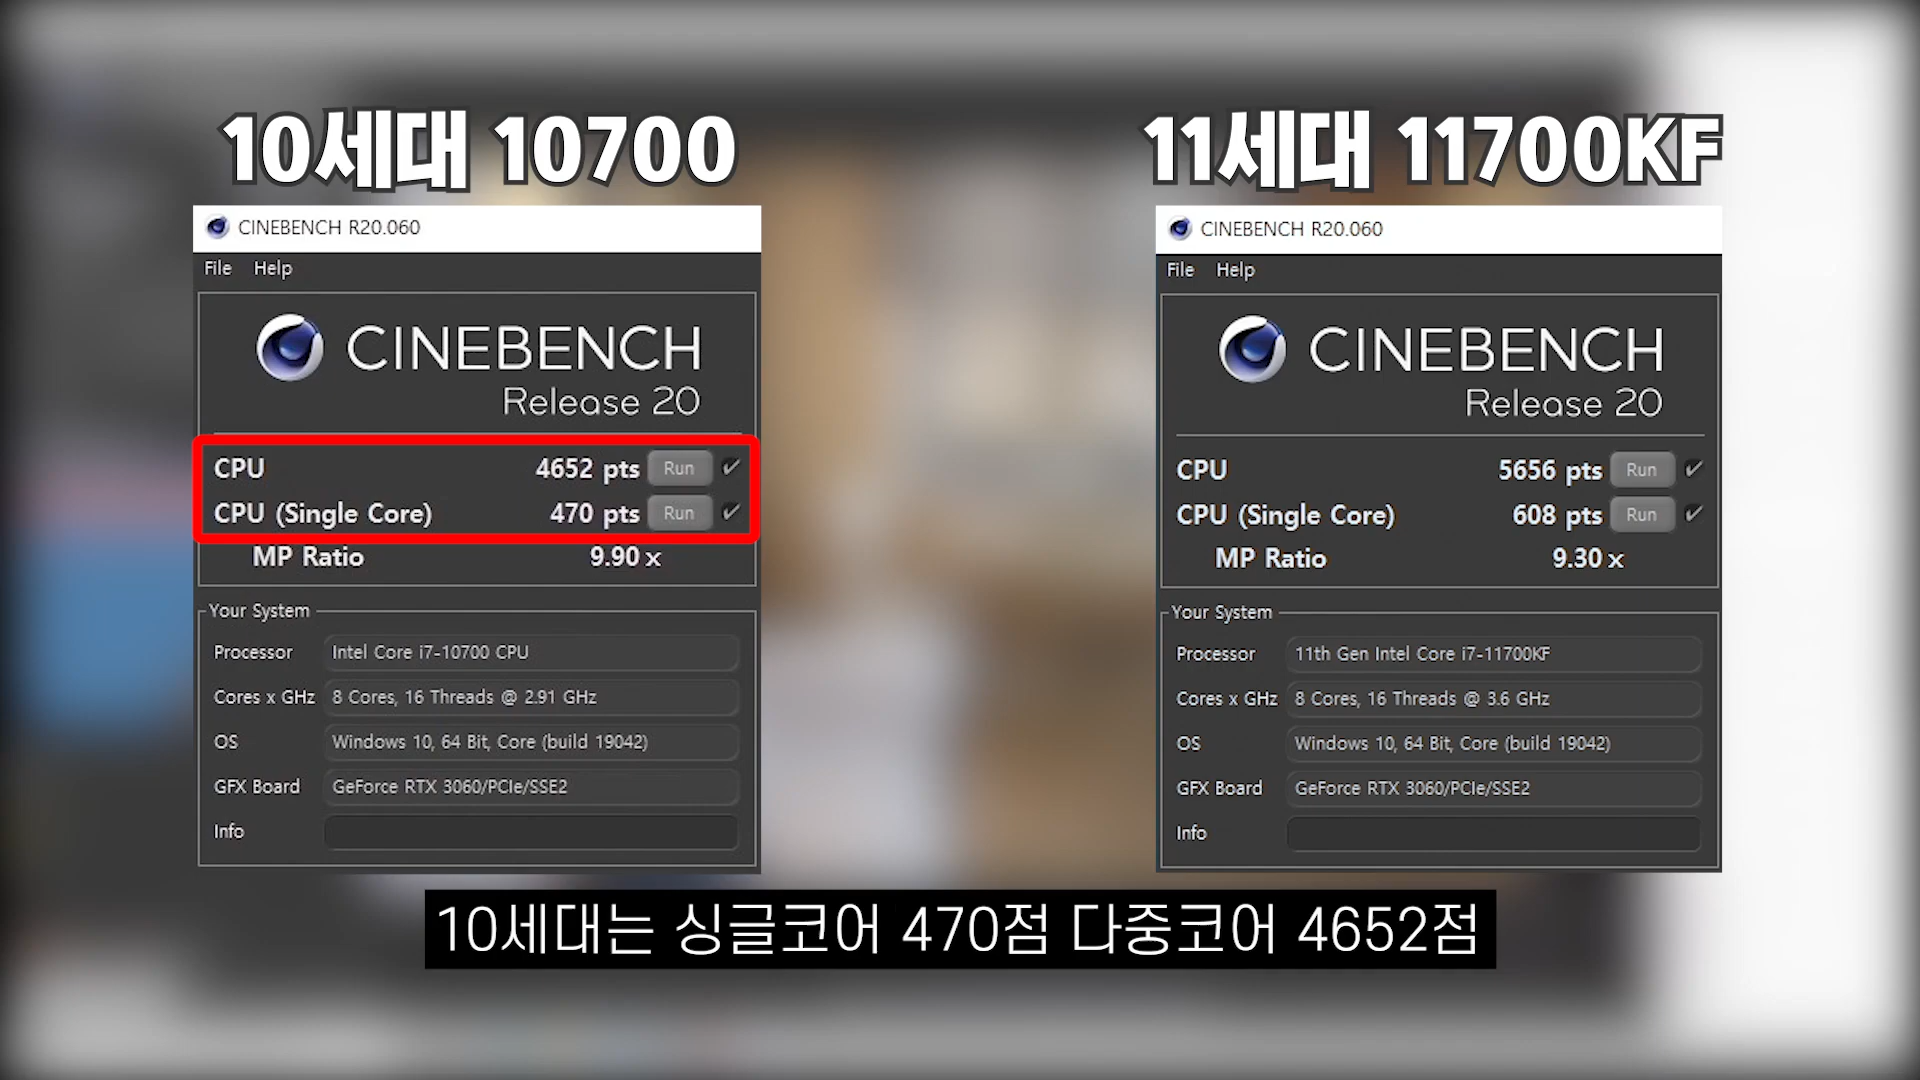 10세대 10700
CINEBENCH R20.060
File Help
CINEBENCH
Release 20
CPU 4652 pts Run
CPU (Single Core) 470 pts Run
MP Ratio 9.90 x
Your System
Processor Intel Core i7-10700 CPU
Cores x GHz 8 Cores, 16 Threads @ 2.91 GHz
OS Windows 10, 64 Bit, Core (build 19042)
GFX Board GeForce RTX 3060/PCIe/SSE2
Info
11세대 11700KF
CINEBENCH R20.060
File Help
CINEBENCH
Release 20
CPU 5656 pts Run
CPU (Single Core) 608 pts Run
MP Ratio 9.30 x
Your System
Processor 11th Gen Intel Core i7-11700KF
Cores x GHz 8 Cores, 16 Threads @ 3.6 GHz
OS Windows 10, 64 Bit, Core (build 19042)
GFX Board GeForce RTX 3060/PCIe/SSE2
Info
10세대는 싱글코어 470점 다중코어 4652점